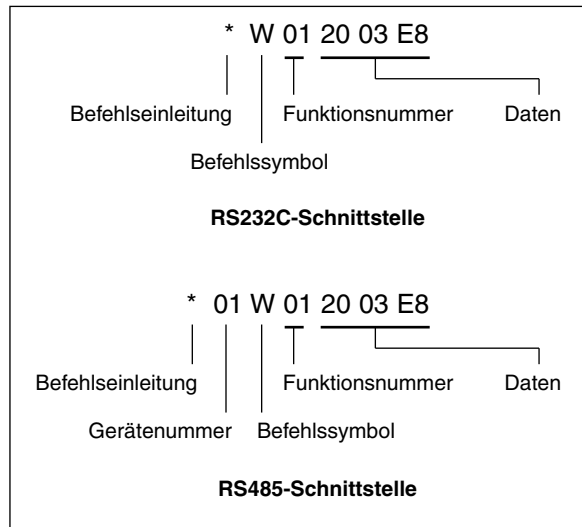 * W 01 20 03 E8
Befehlseinleitung Funktionsnummer Daten
Befehlssymbol
RS232C-Schnittstelle
* 01 W 01 20 03 E8
Befehlseinleitung Funktionsnummer Daten
Gerätenummer Befehlssymbol
RS485-Schnittstelle